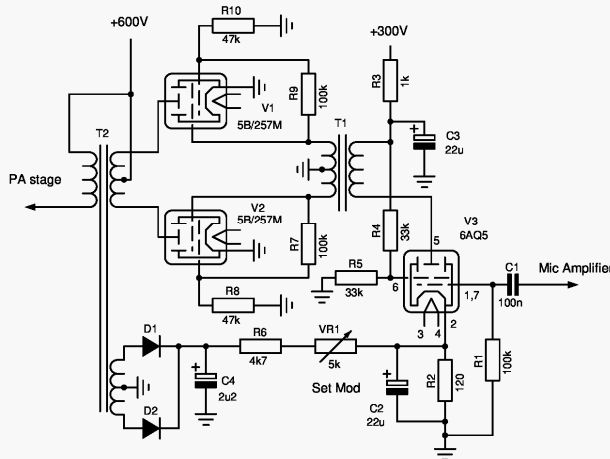 R10
47k
+600V
+300V
R3
1k
R9
100k
V1
5B/257M
T1
T2
C3
22u
PA stage
V2
5B/257M
R7
100k
R4
33k
V3
6AQ5
5
R5
33k
6
1,7
C1
100n
Mic Amplifier
R8
47k
3
4
2
D1
R6
4k7
VR1
5k
Set Mod
R2
120
R1
100k
C4
2u2
C2
22u
D2